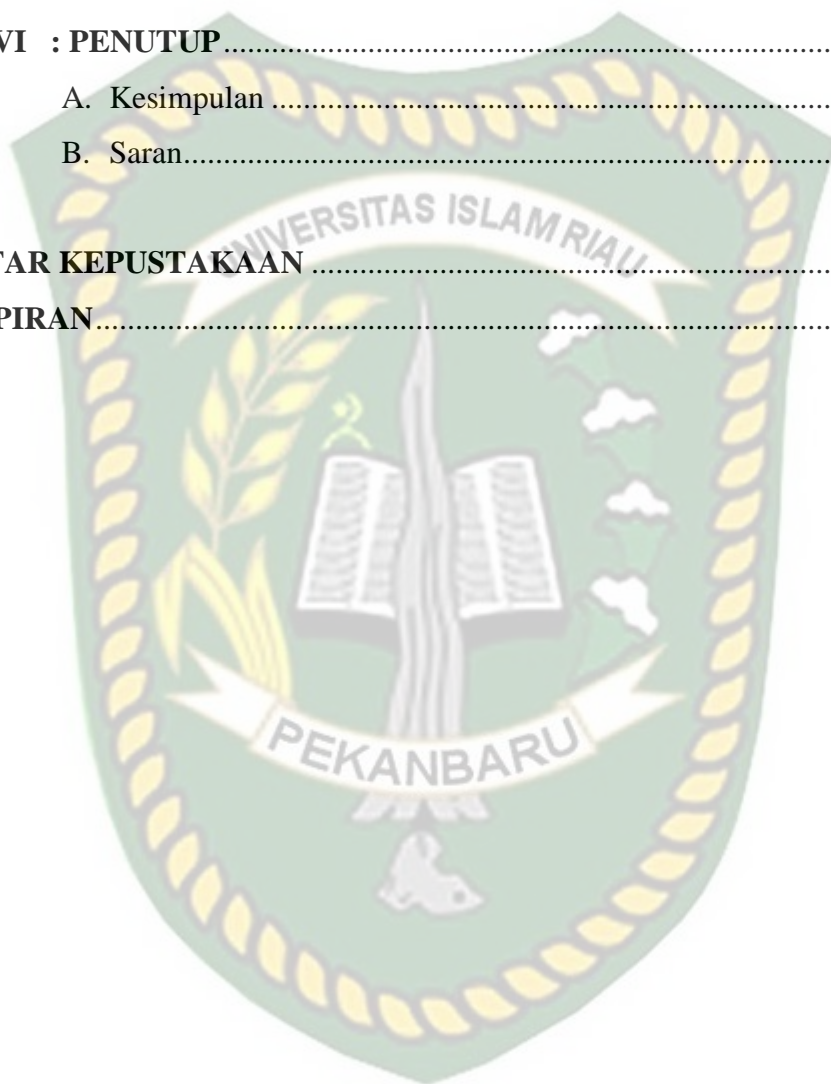 VI : PENUTUP........................................................................
A. Kesimpulan ......................................................................
B. Saran.................................................................................
UNIVERSITAS ISLAM RIAU
TAR KEPUSTAKAAN .................................................................
PIRAN.............................................................................................
PEKANBARU